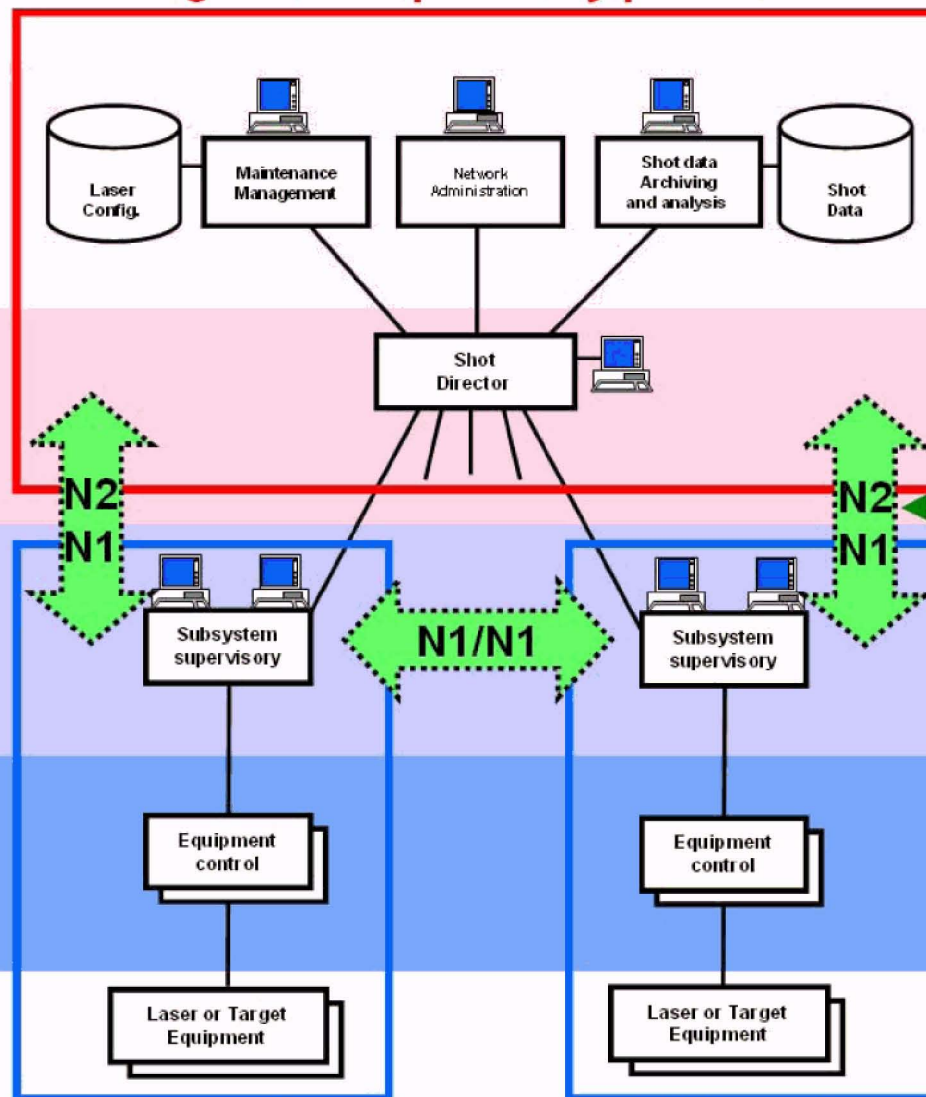 Laser
Config.
Maintenance
Management
Network
Administration
Shot data
Archiving
and analysis
Shot
Data
Shot
Director
N2
N1
N2
N1
N1/N1
Subsystem
supervisory
Subsystem
supervisory
Equipment
control
Equipment
control
Laser or Target
Equipment
Laser or Target
Equipment